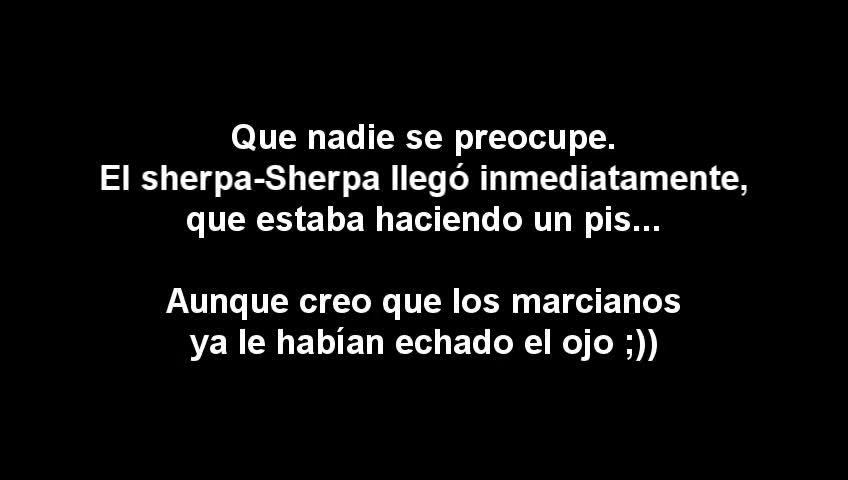 Que nadie se preocupe.
El sherpa-Sherpa llegó inmediatamente,
que estaba haciendo un pis...
Aunque creo que los marcianos
ya le habían echado el ojo ;))